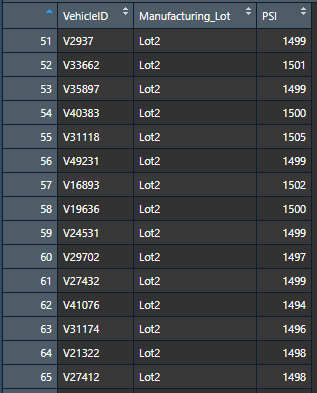 VehicleID Manufacturing_Lot PSI
51 V2937 Lot2 1499
52 V33662 Lot2 1501
53 V35897 Lot2 1499
54 V40383 Lot2 1500
55 V31118 Lot2 1505
56 V49231 Lot2 1499
57 V16893 Lot2 1502
58 V19636 Lot2 1500
59 V24531 Lot2 1499
60 V29702 Lot2 1497
61 V27432 Lot2 1499
62 V41076 Lot2 1494
63 V31174 Lot2 1496
64 V21322 Lot2 1498
65 V27412 Lot2 1498